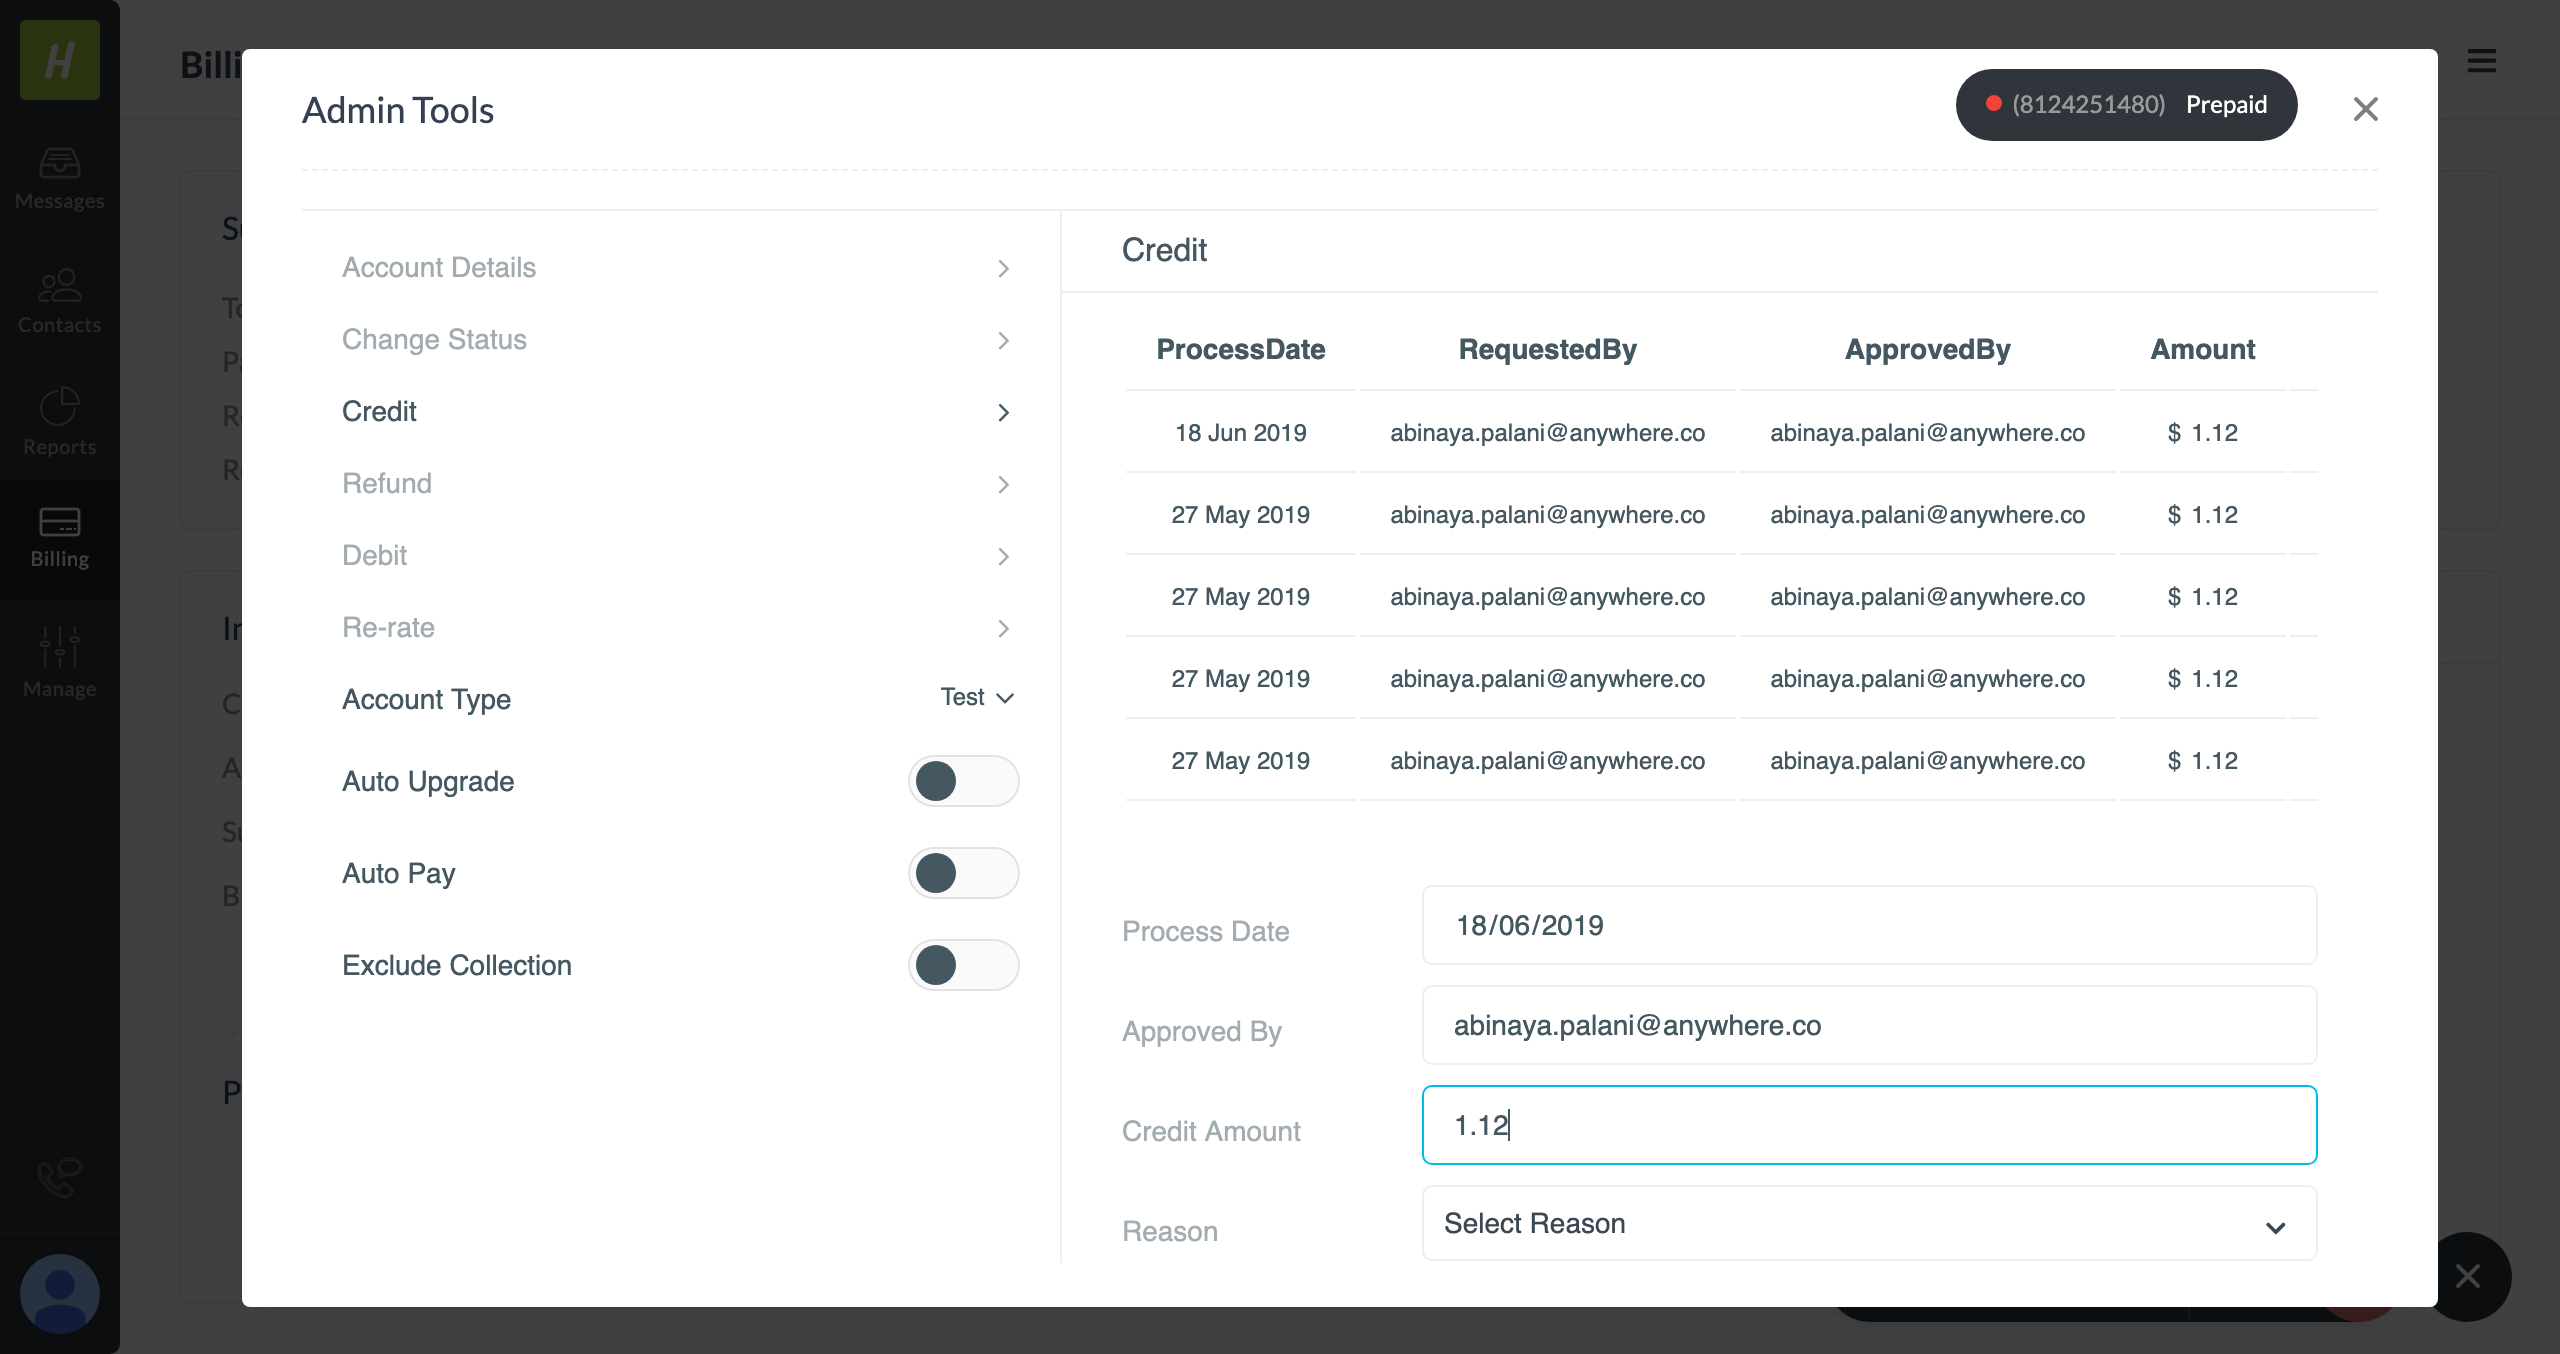 H
Messages
Contacts
Reports
Billing
Manage
Billi
Admin Tools
(8124251480) Prepaid
Account Details
Change Status
Credit
Refund
Debit
Re-rate
Account Type
Test
Auto Upgrade
Auto Pay
Exclude Collection
Credit
ProcessDate RequestedBy ApprovedBy Amount
18 Jun 2019 abinaya.palani@anywhere.co abinaya.palani@anywhere.co $ 1.12
27 May 2019 abinaya.palani@anywhere.co abinaya.palani@anywhere.co $ 1.12
27 May 2019 abinaya.palani@anywhere.co abinaya.palani@anywhere.co $ 1.12
27 May 2019 abinaya.palani@anywhere.co abinaya.palani@anywhere.co $ 1.12
27 May 2019 abinaya.palani@anywhere.co abinaya.palani@anywhere.co $ 1.12
Process Date 18/06/2019
Approved By abinaya.palani@anywhere.co
Credit Amount 1.12
Reason Select Reason